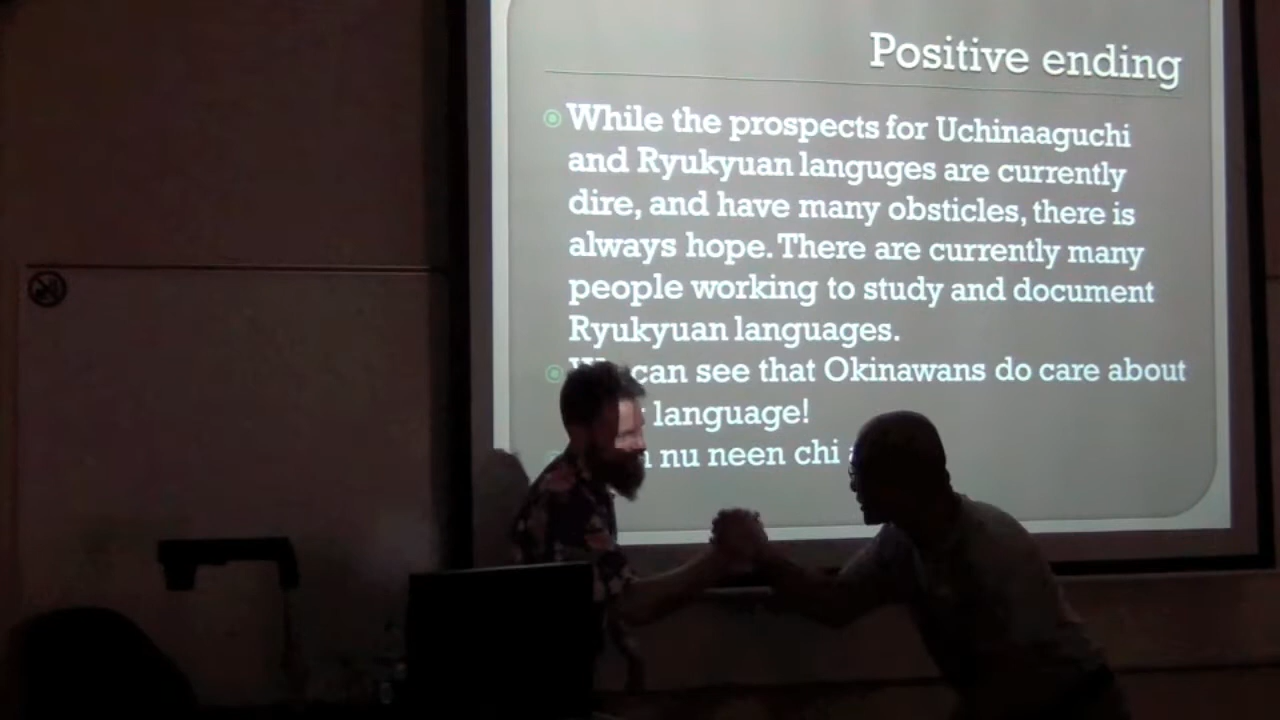 Positive ending
While the prospects for Uchinaaguchi
and Ryukyuan languges are currently
dire, and have many obsticles, there is
always hope. There are currently many
people working to study and document
Ryukyuan languages.
can see that Okinawans do care about
language!
nu neen chi